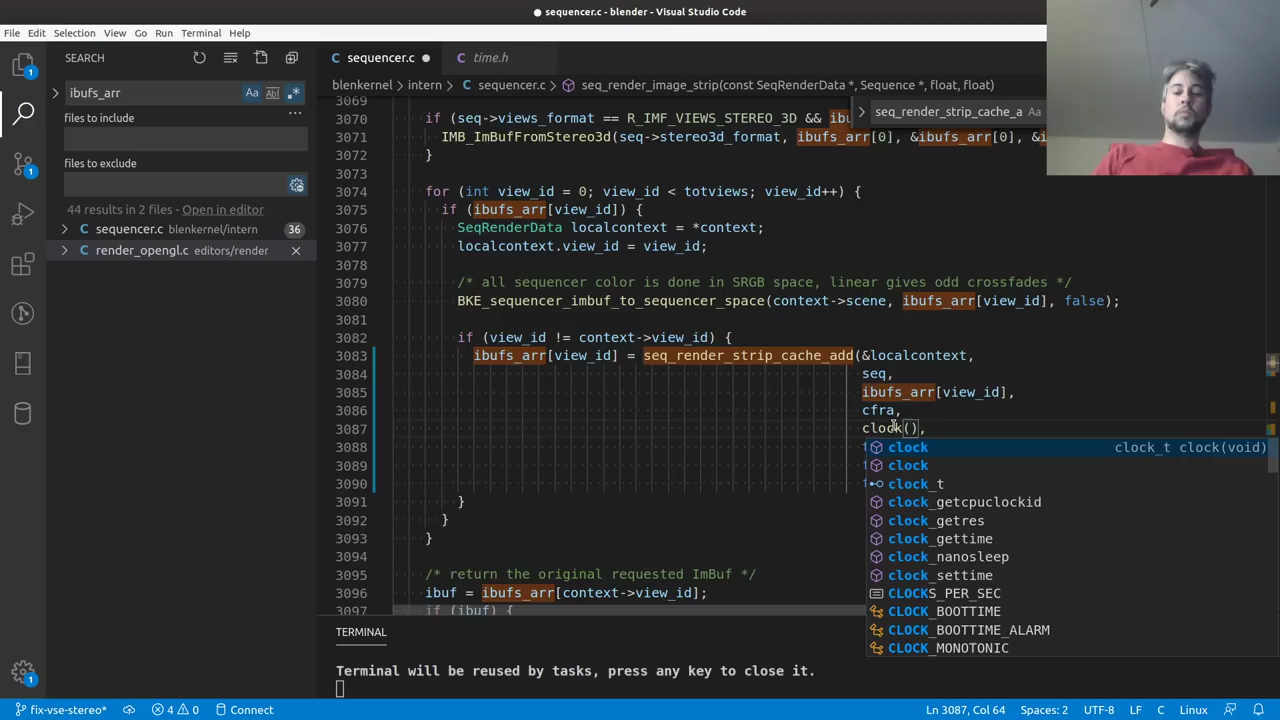 ● sequencer.c - blender - Visual Studio Code
File Edit Selection View Go Run Terminal Help
SEARCH
sequencer.c ●
time.h
ibufs_arr
Aa Ab|
blenkernel > intern > sequencer.c > seq_render_image_strip(const SeqRenderData *, Sequence *, float, float)
seq_render_strip_cache_a Aa
files to include
files to exclude
44 results in 2 files - Open in editor
sequencer.c blenkernel/intern 36
render_opengl.c editors/render
3069
3070 if (seq->views_format == R_IMF_VIEWS_STEREO_3D &&
3071 IMB_ImBufFromStereo3d(seq->stereo3d_format, ibufs_arr[0], &ibufs_arr[0], &i
3072 }
3073
3074 for (int view_id = 0; view_id < totviews; view_id++) {
3075 if (ibufs_arr[view_id]) {
3076 SeqRenderData localcontext = *context;
3077 localcontext.view_id = view_id;
3078
3079 /* all sequencer color is done in SRGB space, linear gives odd crossfades */
3080 BKE_sequencer_imbuf_to_sequencer_space(context->scene, ibufs_arr[view_id], false);
3081
3082 if (view_id != context->view_id) {
3083 ibufs_arr[view_id] = seq_render_strip_cache_add(&localcontext,
3084 seq,
3085 ibufs_arr[view_id],
3086 cfra,
3087 clock(),
3088
3089
3090
3091 }
3092 }
3093 }
3094
3095 /* return the original requested ImBuf */
3096 ibuf = ibufs_arr[context->view_id];
3097 if (ibuf) {
clock clock_t clock(void)
clock
clock_t
clock_getcpuclockid
clock_getres
clock_gettime
clock_nanosleep
clock_settime
CLOCKS_PER_SEC
CLOCK_BOOTTIME
CLOCK_BOOTTIME_ALARM
CLOCK_MONOTONIC
TERMINAL
Terminal will be reused by tasks, press any key to close it.
1
1
1
fix-vse-stereo* 4 0 Connect Ln 3087, Col 64 Spaces: 2 UTF-8 LF C Linux